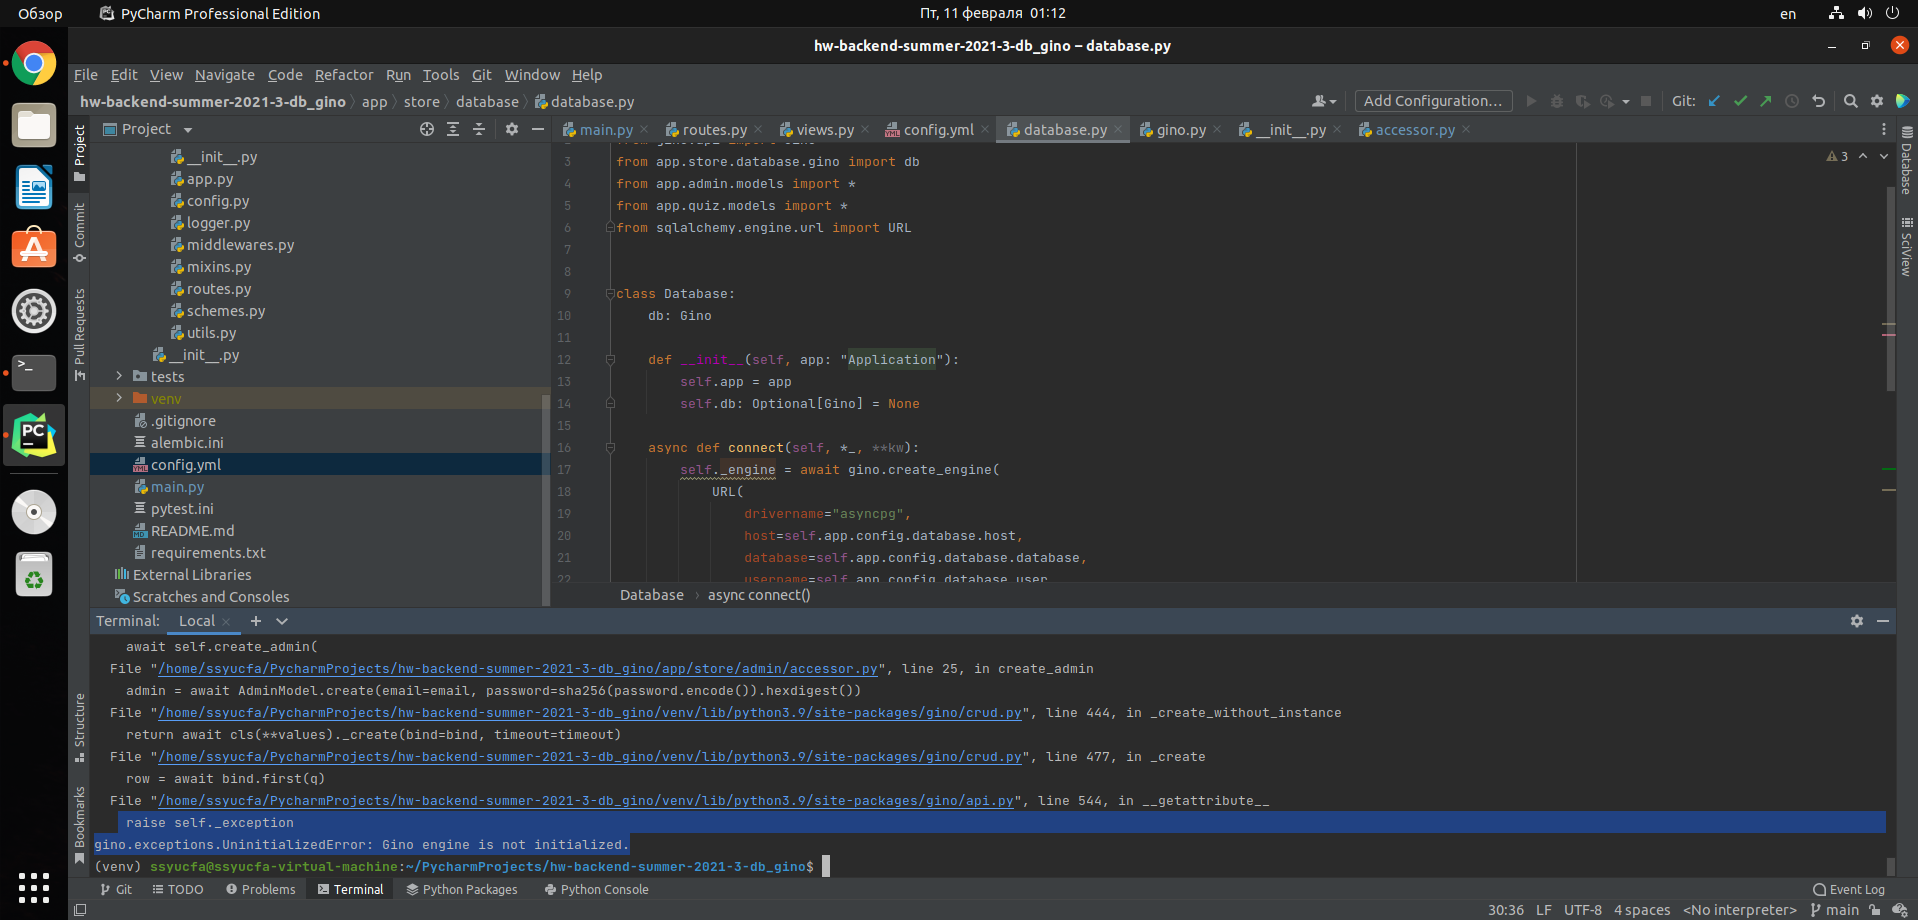 Обзор PyCharm Professional Edition Пт, 11 февраля 01:12 en
hw-backend-summer-2021-3-db_gino – database.py
File Edit View Navigate Code Refactor Run Tools Git Window Help
hw-backend-summer-2021-3-db_gino app store database database.py Add Configuration... Git:
Project main.py routes.py views.py config.yml database.py gino.py __init__.py accessor.py
Project
Commit
Pull Requests
Structure
Bookmarks
__init__.py
app.py
config.py
logger.py
middlewares.py
mixins.py
routes.py
schemes.py
utils.py
__init__.py
tests
venv
.gitignore
alembic.ini
config.yml
main.py
pytest.ini
README.md
requirements.txt
External Libraries
Scratches and Consoles
3
3 from app.store.database.gino import db
4 from app.admin.models import *
5 from app.quiz.models import *
6 from sqlalchemy.engine.url import URL
7
8
9 class Database:
10 db: Gino
11
12 def __init__(self, app: "Application"):
13 self.app = app
14 self.db: Optional[Gino] = None
15
16 async def connect(self, *_, **kw):
17 self._engine = await gino.create_engine(
18 URL(
19 drivername="asyncpg",
20 host=self.app.config.database.host,
21 database=self.app.config.database.database,
22 username=self.app.config.database.user
Database
SciView
Database › async connect()
Terminal: Local
await self.create_admin(
File "/home/ssyucfa/PycharmProjects/hw-backend-summer-2021-3-db_gino/app/store/admin/accessor.py", line 25, in create_admin
admin = await AdminModel.create(email=email, password=sha256(password.encode()).hexdigest())
File "/home/ssyucfa/PycharmProjects/hw-backend-summer-2021-3-db_gino/venv/lib/python3.9/site-packages/gino/crud.py", line 444, in _create_without_instance
return await cls(**values)._create(bind=bind, timeout=timeout)
File "/home/ssyucfa/PycharmProjects/hw-backend-summer-2021-3-db_gino/venv/lib/python3.9/site-packages/gino/crud.py", line 477, in _create
row = await bind.first(q)
File "/home/ssyucfa/PycharmProjects/hw-backend-summer-2021-3-db_gino/venv/lib/python3.9/site-packages/gino/api.py", line 544, in __getattribute__
raise self._exception
gino.exceptions.UninitializedError: Gino engine is not initialized.
(venv) ssyucfa@ssyucfa-virtual-machine:~/PycharmProjects/hw-backend-summer-2021-3-db_gino$
Git TODO Problems Terminal Python Packages Python Console Event Log
30:36 LF UTF-8 4 spaces <No interpreter> main